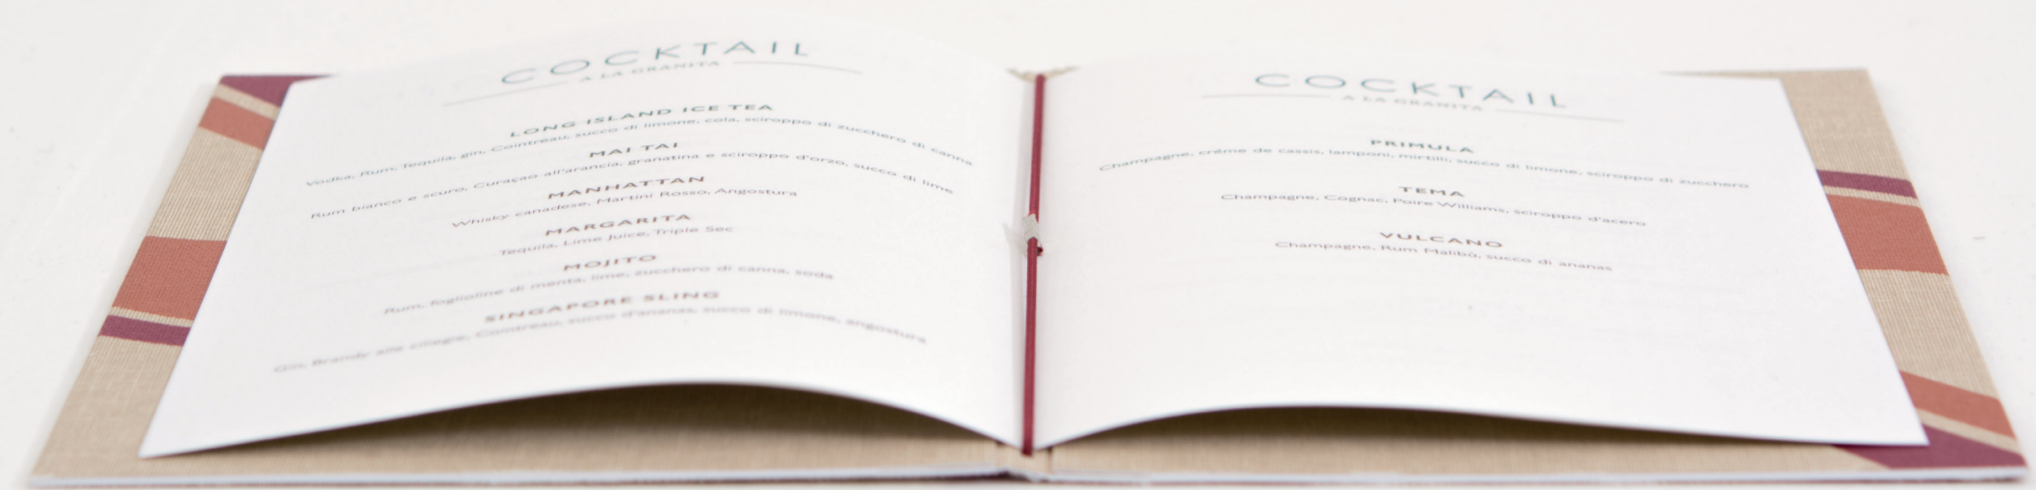 COCKTAIL
A LA GRANITA
LONG ISLAND ICE TEA
Vodka, Rum, Tequila, gin, Cointreau, succo di limone, cola, sciroppo di zucchero di canna
MAI TAI
Rum bianco e scuro, Curaçao all'arancia, granatina e sciroppo d'orzo, succo di lime
MANHATTAN
Whisky canadese, Martini Rosso, Angostura
MARGARITA
Tequila, Lime Juice, Triple Sec
MOJITO
Rum, foglioline di menta, lime, zucchero di canna, soda
SINGAPORE SLING
Gin, Brandy alle ciliegie, Cointreau, succo d'ananas, succo di limone, angostura
COCKTAIL
A LA GRANITA
PRIMULA
Champagne, créme de cassis, lamponi, mirtilli, succo di limone, sciroppo di zucchero
TEMA
Champagne, Cognac, Poire Williams, sciroppo d'acero
VULCANO
Champagne, Rum Malibù, succo di ananas